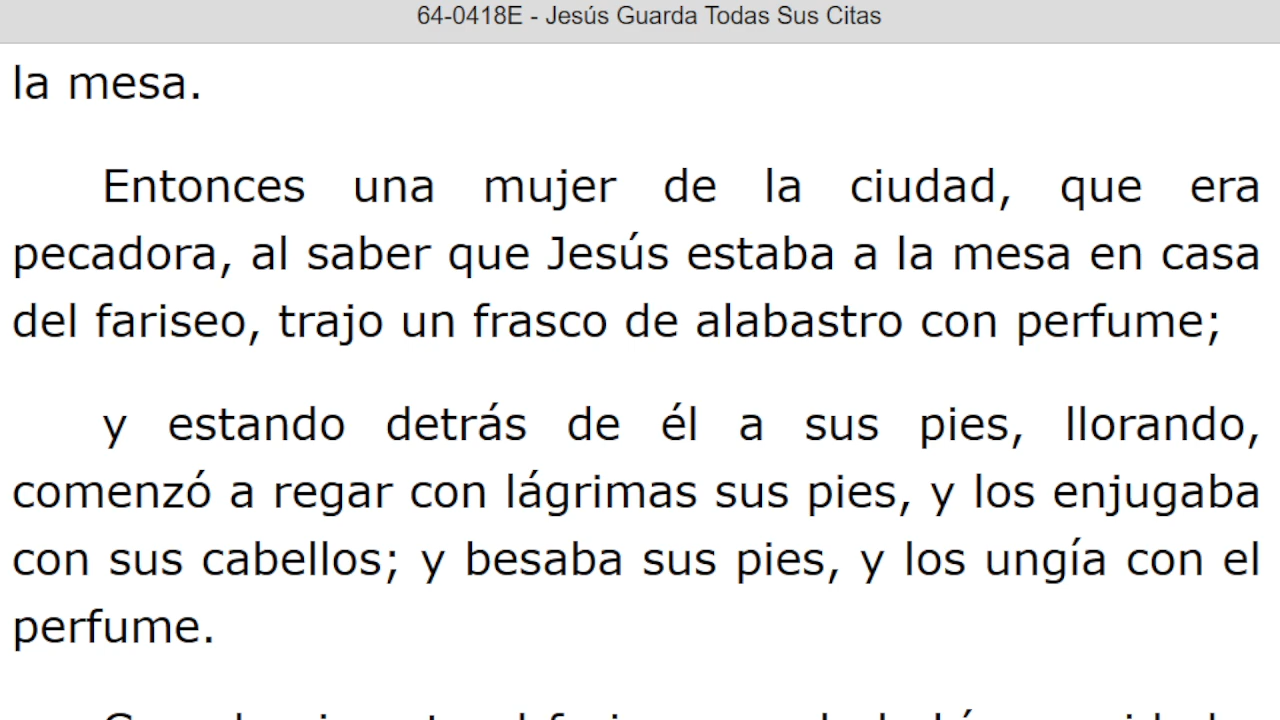 64-0418E - Jesús Guarda Todas Sus Citas
la mesa.
Entonces una mujer de la ciudad, que era
pecadora, al saber que Jesús estaba a la mesa en casa
del fariseo, trajo un frasco de alabastro con perfume;
y estando detrás de él a sus pies, llorando,
comenzó a regar con lágrimas sus pies, y los enjugaba
con sus cabellos; y besaba sus pies, y los ungía con el
perfume.